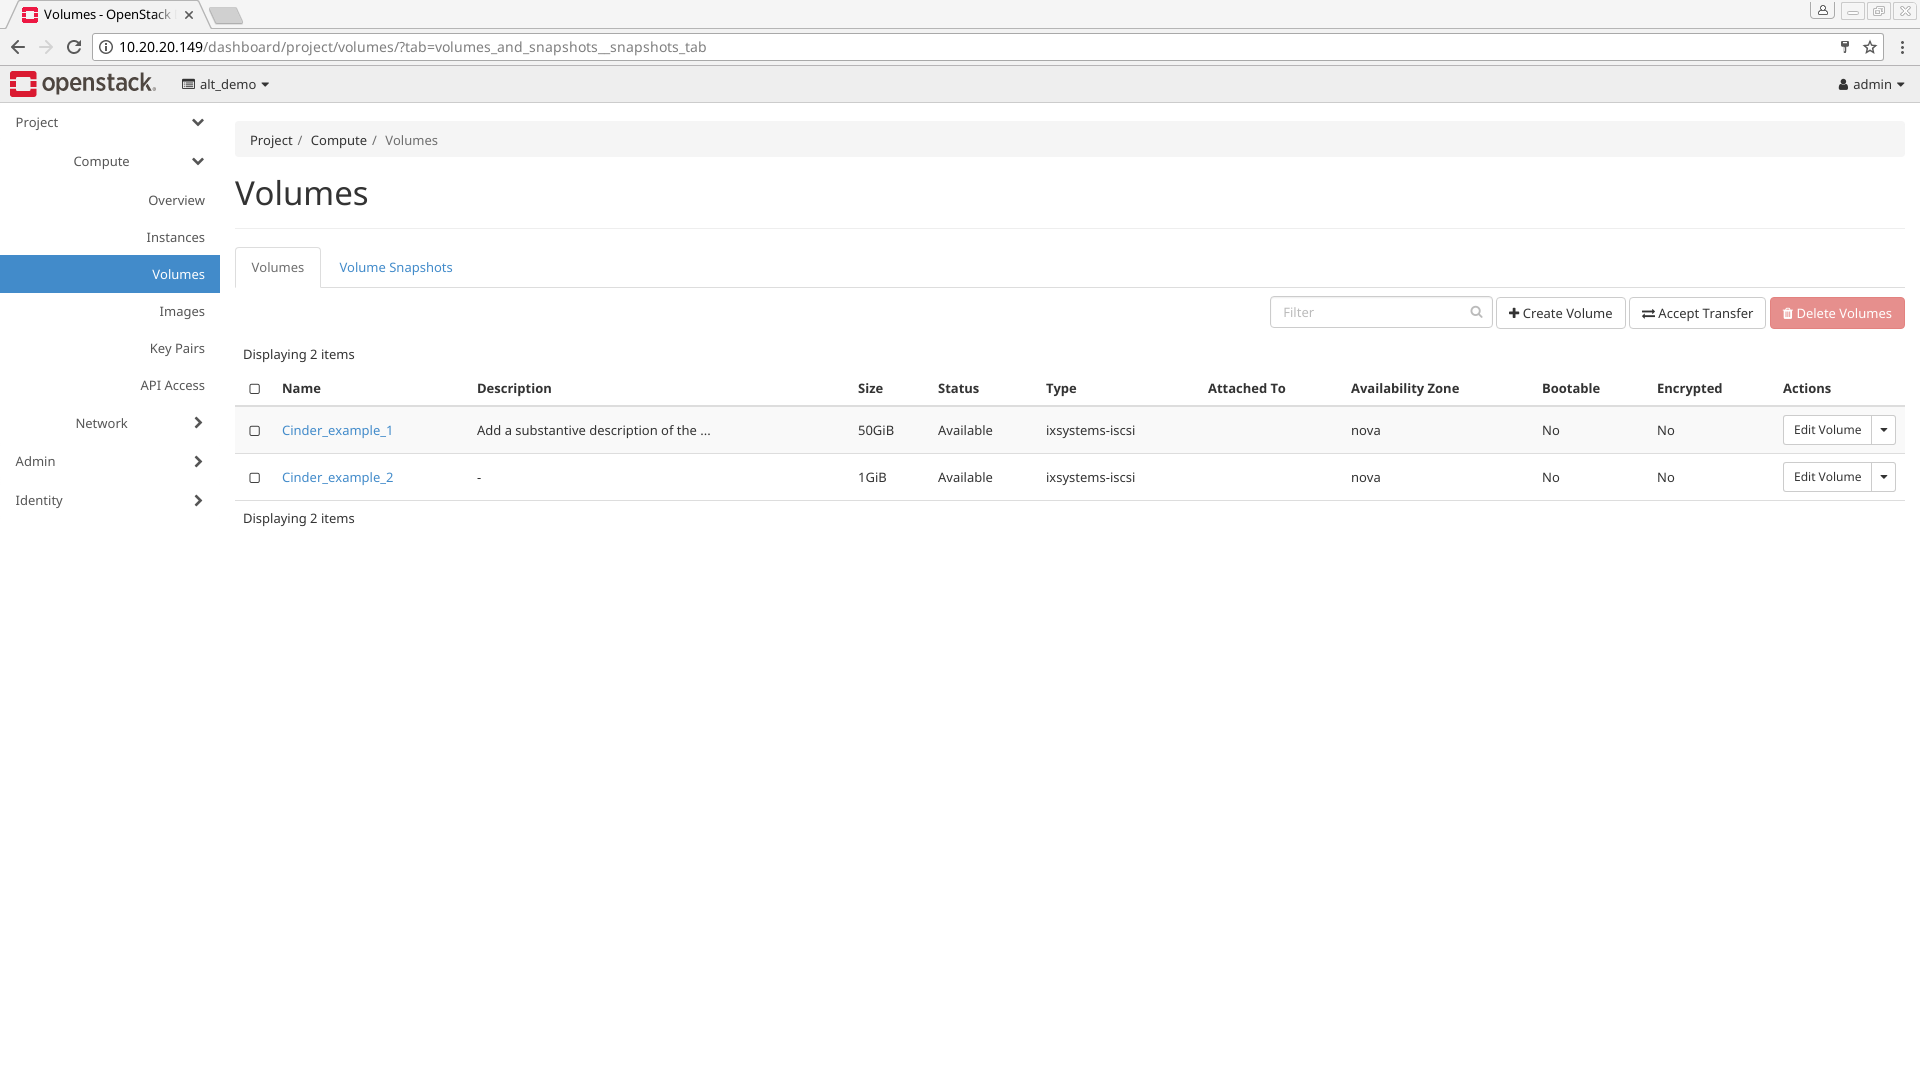 Volumes - OpenStack
10.20.20.149/dashboard/project/volumes/?tab=volumes_and_snapshots__snapshots_tab
openstack.
alt_demo
admin
Project
Compute
Overview
Instances
Volumes
Images
Key Pairs
API Access
Network
Admin
Identity
Project / Compute / Volumes
Volumes
Volumes Volume Snapshots
Filter Create Volume Accept Transfer Delete Volumes
Displaying 2 items
Name Description Size Status Type Attached To Availability Zone Bootable Encrypted Actions
Cinder_example_1 Add a substantive description of the ... 50GiB Available ixsystems-iscsi nova No No Edit Volume
Cinder_example_2 - 1GiB Available ixsystems-iscsi nova No No Edit Volume
Displaying 2 items